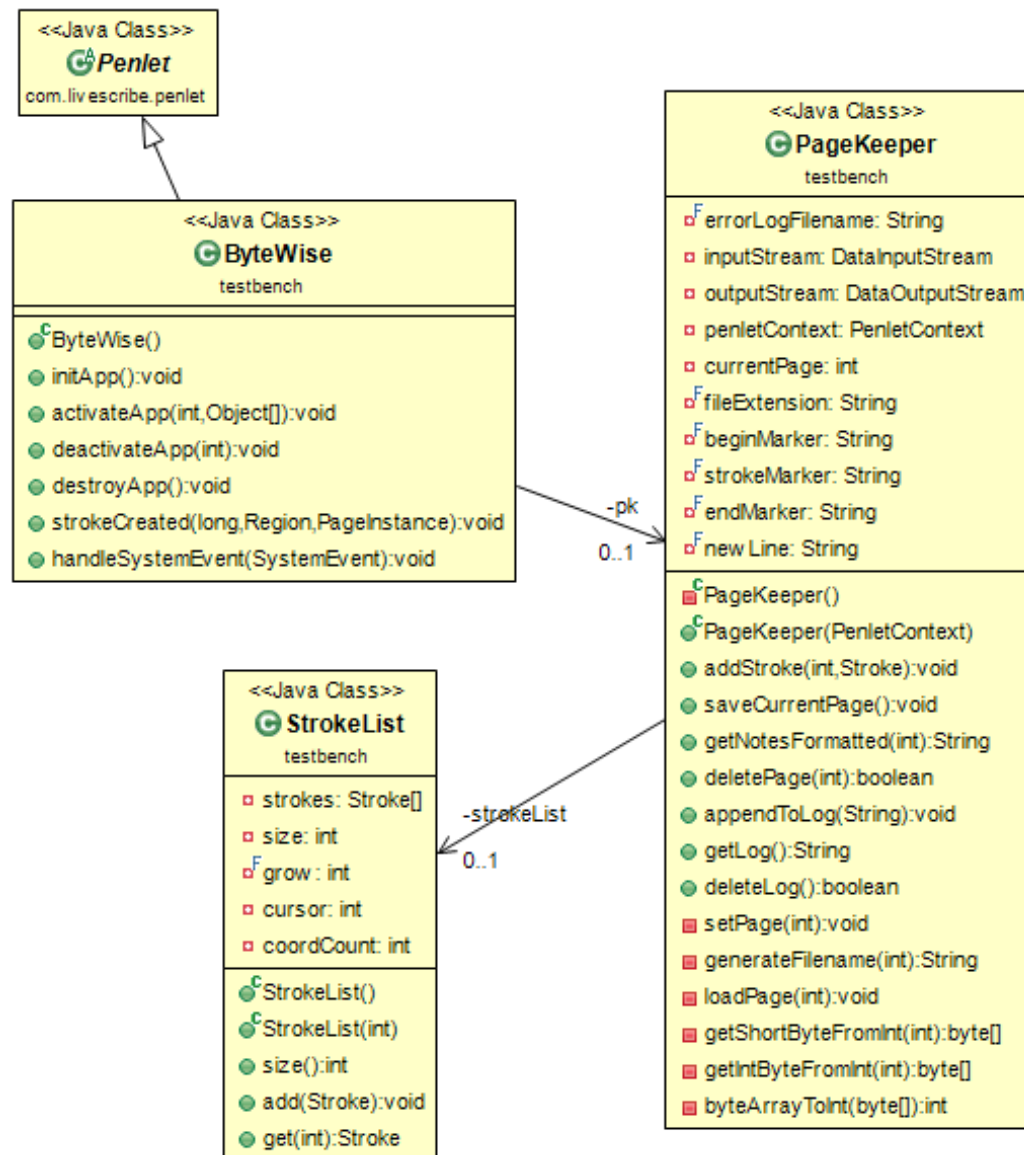 <<Java Class>>
Penlet
com.livescribe.penlet
<<Java Class>>
ByteWise
testbench
ByteWise()
initApp():void
activateApp(int,Object[]):void
deactivateApp(int):void
destroyApp():void
strokeCreated(long,Region,PageInstance):void
handleSystemEvent(SystemEvent):void
-pk
0..1
<<Java Class>>
PageKeeper
testbench
errorLogFilename: String
inputStream: DataInputStream
outputStream: DataOutputStream
penletContext: PenletContext
currentPage: int
fileExtension: String
beginMarker: String
strokeMarker: String
endMarker: String
newLine: String
PageKeeper()
PageKeeper(PenletContext)
addStroke(int,Stroke):void
saveCurrentPage():void
getNotesFormatted(int):String
deletePage(int):boolean
appendToLog(String):void
getLog():String
deleteLog():boolean
setPage(int):void
generateFilename(int):String
loadPage(int):void
getShortByteFromInt(int):byte[]
getIntByteFromInt(int):byte[]
byteArrayToInt(byte[]):int
-strokeList
0..1
<<Java Class>>
StrokeList
testbench
strokes: Stroke[]
size: int
grow: int
cursor: int
coordCount: int
StrokeList()
StrokeList(int)
size():int
add(Stroke):void
get(int):Stroke